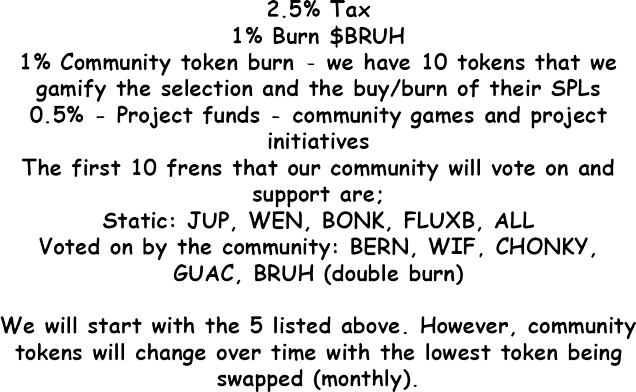 2.5% Tax
1% Burn $BRUH
1% Community token burn - we have 10 tokens that we
gamify the selection and the buy/burn of their SPLs
0.5% - Project funds - community games and project
initiatives
The first 10 frens that our community will vote on and
support are;
Static: JUP, WEN, BONK, FLUXB, ALL
Voted on by the community: BERN, WIF, CHONKY,
GUAC, BRUH (double burn)
We will start with the 5 listed above. However, community
tokens will change over time with the lowest token being
swapped (monthly).